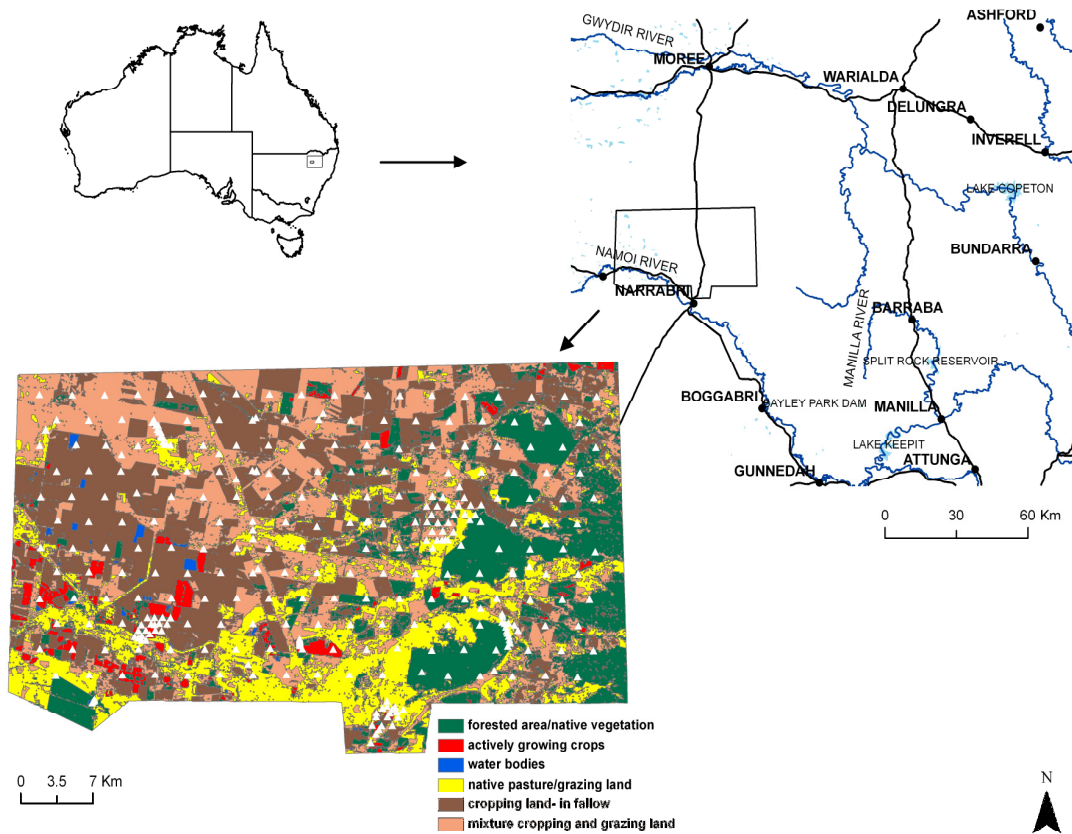 ASHFORD
GWYDIR RIVER
MOREE
WARIALDA
DELUNGRA
INVERELL
LAKE COPETON
BUNDARRA
NAMOI RIVER
NARRABRI
BARRABA
MANILLA RIVER
SPLIT ROCK RESERVOIR
BOGGABRI
GAYLEY PARK DAM
MANILLA
LAKE KEEPIT
ATTUNGA
GUNNEDAH
0 30 60 Km
forested area/native vegetation
actively growing crops
water bodies
native pasture/grazing land
cropping land- in fallow
mixture cropping and grazing land
0 3.5 7 Km
N